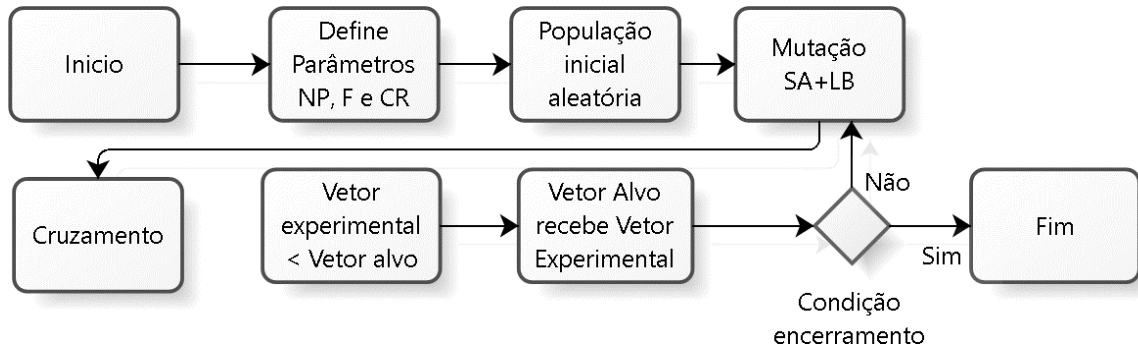 Inicio
Define
Parâmetros
NP, F e CR
População
inicial
aleatória
Mutação
SA+LB
Cruzamento
Vetor
experimental
< Vetor alvo
Vetor Alvo
recebe Vetor
Experimental
Não
Sim
Condição
encerramento
Fim